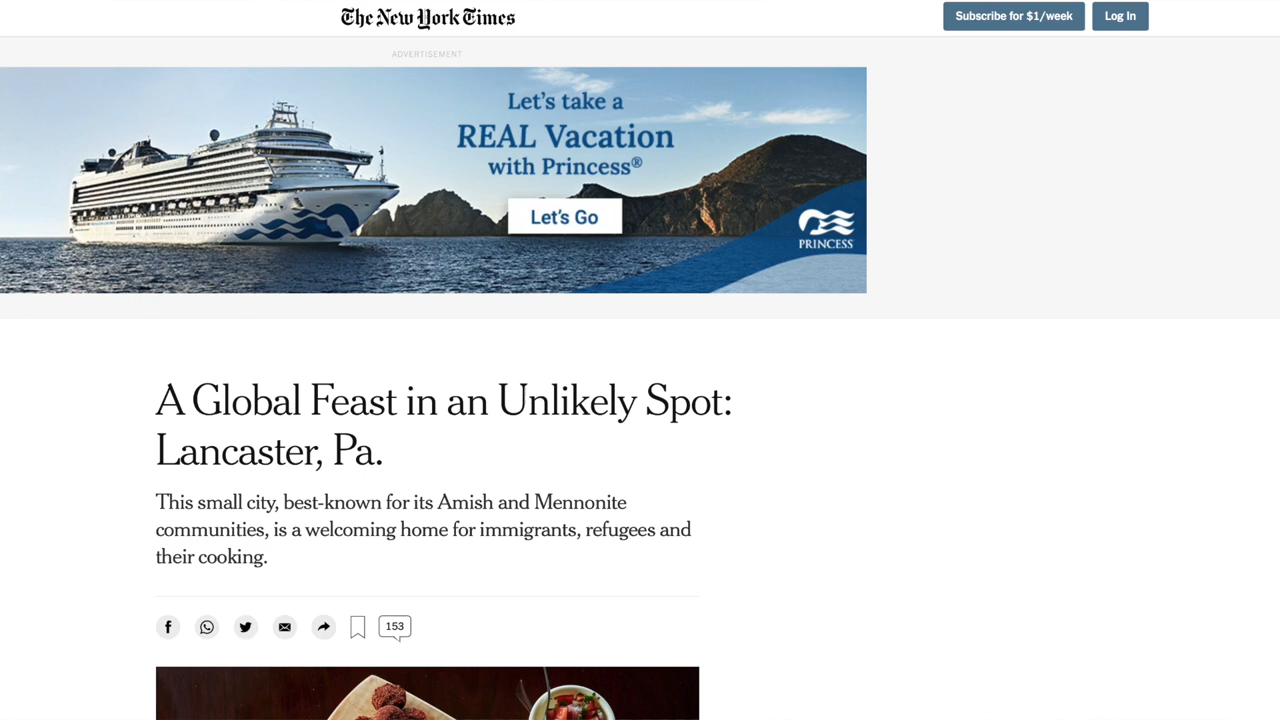 The New York Times
Subscribe for $1/week
Log In
ADVERTISEMENT
Let's take a
REAL Vacation
with Princess®
Let's Go
PRINCESS
A Global Feast in an Unlikely Spot:
Lancaster, Pa.
This small city, best-known for its Amish and Mennonite
communities, is a welcoming home for immigrants, refugees and
their cooking.
153